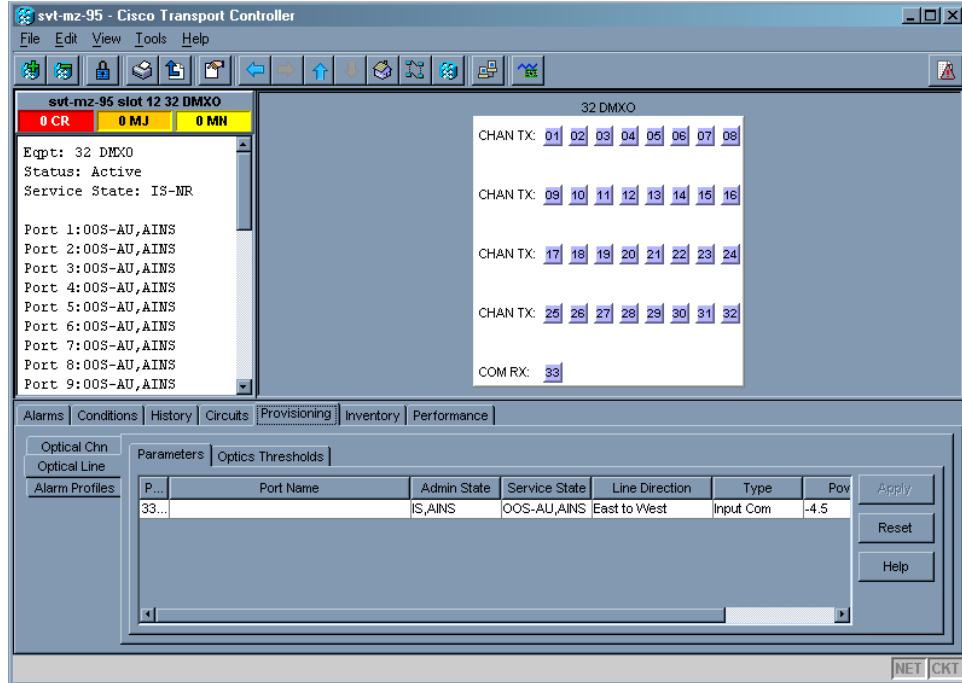 svt-mz-95 - Cisco Transport Controller
File Edit View Tools Help
svt-mz-95 slot 12 32 DMXO
0 CR 0 MJ 0 MN
Eqpt: 32 DMXO
Status: Active
Service State: IS-NR
Port 1:OOS-AU,AINS
Port 2:OOS-AU,AINS
Port 3:OOS-AU,AINS
Port 4:OOS-AU,AINS
Port 5:OOS-AU,AINS
Port 6:OOS-AU,AINS
Port 7:OOS-AU,AINS
Port 8:OOS-AU,AINS
Port 9:OOS-AU,AINS
32 DMXO
CHAN TX: 01 02 03 04 05 06 07 08
CHAN TX: 09 10 11 12 13 14 15 16
CHAN TX: 17 18 19 20 21 22 23 24
CHAN TX: 25 26 27 28 29 30 31 32
COM RX: 33
Alarms Conditions History Circuits Provisioning Inventory Performance
Optical Chn
Optical Line
Alarm Profiles
Parameters Optics Thresholds
P... Port Name Admin State Service State Line Direction Type Pov
33... IS,AINS OOS-AU,AINS East to West Input Com -4.5
Apply
Reset
Help
NET CKT